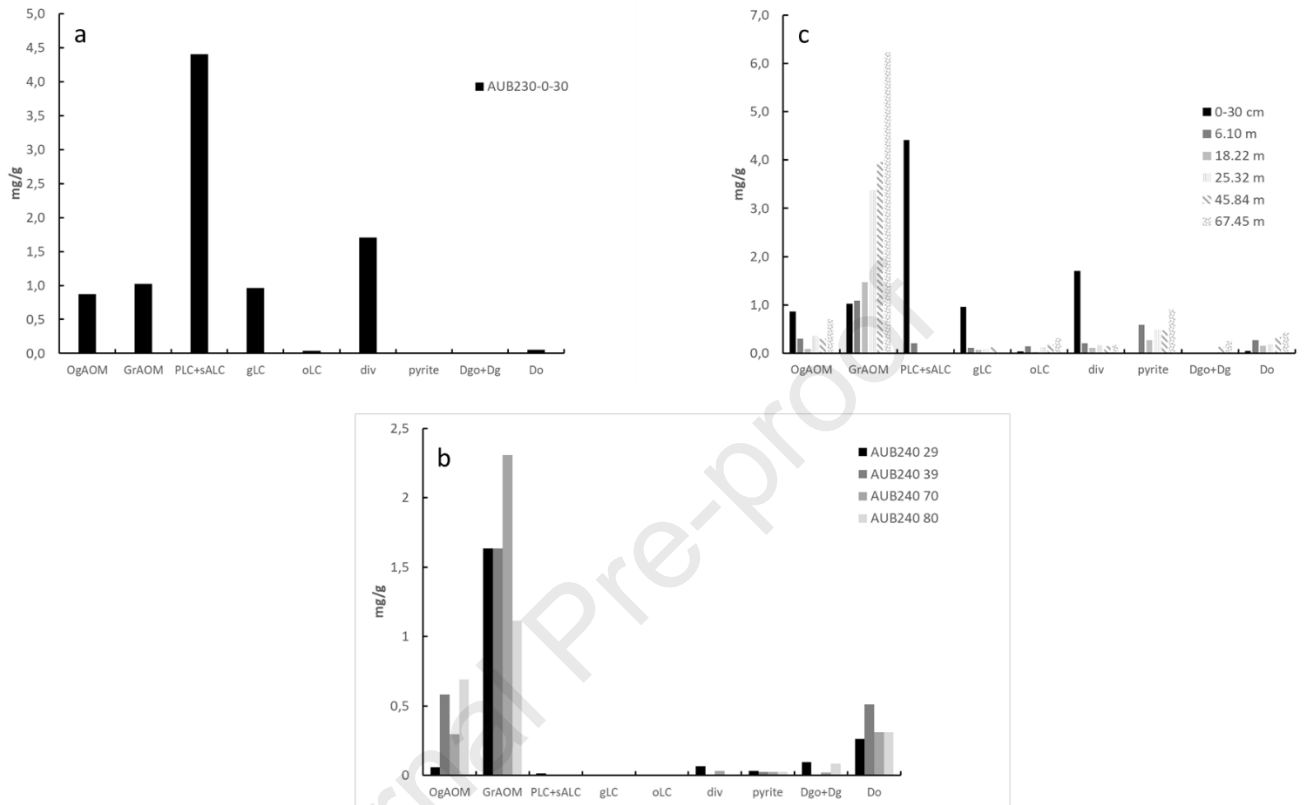 a
5,0
4,5
4,0
3,5
3,0
2,5
2,0
1,5
1,0
0,5
0,0
mg/g
AUB230-0-30
OgAOM GrAOM PLC+sALC gLC oLC div pyrite Dgo+Dg Do
c
7,0
6,0
5,0
4,0
3,0
2,0
1,0
0,0
mg/g
0-30 cm
6.10 m
18.22 m
25.32 m
45.84 m
67.45 m
OgAOM GrAOM PLC+sALC gLC oLC div pyrite Dgo+Dg Do
b
2,5
2
1,5
1
0,5
0
mg/g
AUB240 29
AUB240 39
AUB240 70
AUB240 80
OgAOM GrAOM PLC+sALC gLC oLC div pyrite Dgo+Dg Do
rnal Pre-proof